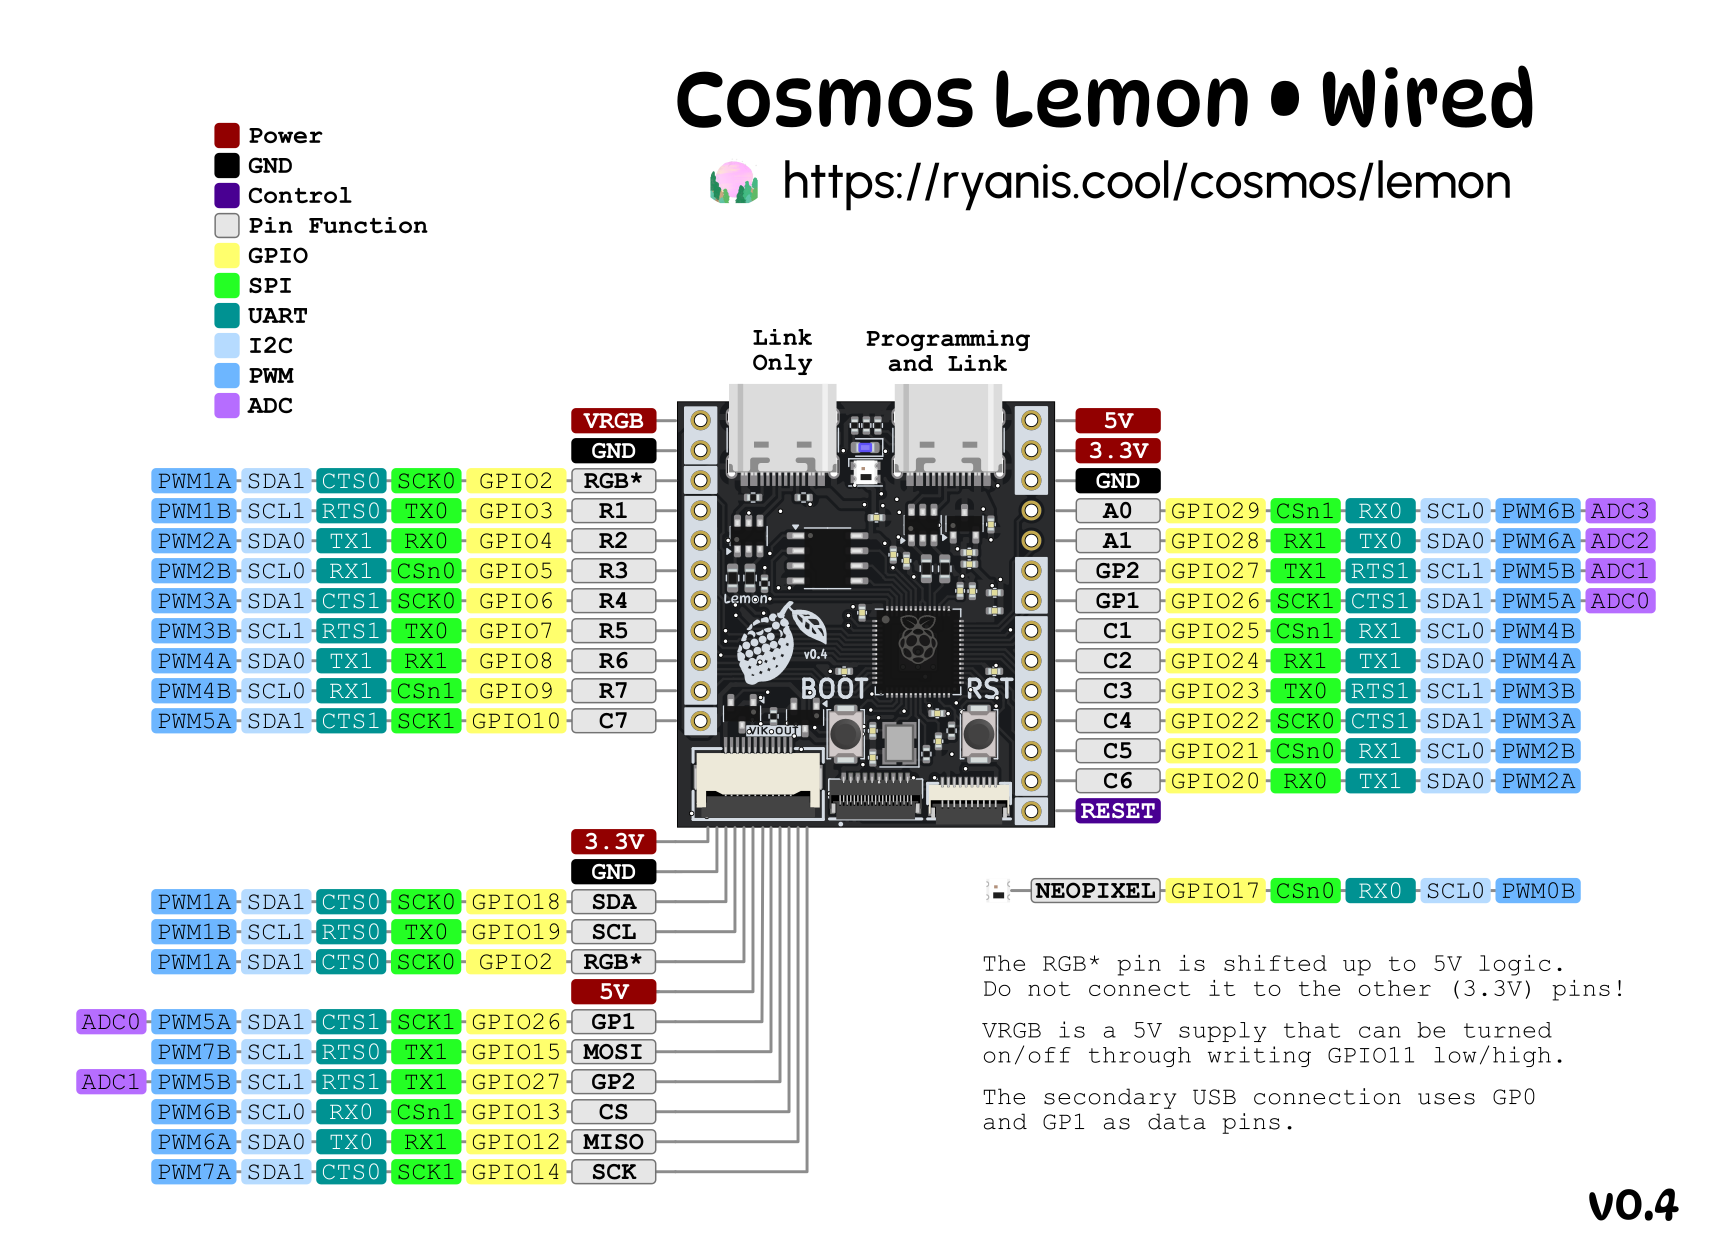 Cosmos Lemon • Wired
https://ryanis.cool/cosmos/lemon
Power
GND
Control
Pin Function
GPIO
SPI
UART
I2C
PWM
ADC
Link
Only
Programming
and Link
VRGB
GND
PWM1A SDA1 CTS0 SCK0 GPIO2 RGB*
PWM1B SCL1 RTS0 TX0 GPIO3 R1
PWM2A SDA0 TX1 RX0 GPIO4 R2
PWM2B SCL0 RX1 CSn0 GPIO5 R3
PWM3A SDA1 CTS1 SCK0 GPIO6 R4
PWM3B SCL1 RTS1 TX0 GPIO7 R5
PWM4A SDA0 TX1 RX1 GPIO8 R6
PWM4B SCL0 RX1 CSn1 GPIO9 R7
PWM5A SDA1 CTS1 SCK1 GPIO10 C7
Lemon
v0.4
BOOT
RST
VIK OUT
5V
3.3V
GND
A0 GPIO29 CSn1 RX0 SCL0 PWM6B ADC3
A1 GPIO28 RX1 TX0 SDA0 PWM6A ADC2
GP2 GPIO27 TX1 RTS1 SCL1 PWM5B ADC1
GP1 GPIO26 SCK1 CTS1 SDA1 PWM5A ADC0
C1 GPIO25 CSn1 RX1 SCL0 PWM4B
C2 GPIO24 RX1 TX1 SDA0 PWM4A
C3 GPIO23 TX0 RTS1 SCL1 PWM3B
C4 GPIO22 SCK0 CTS1 SDA1 PWM3A
C5 GPIO21 CSn0 RX1 SCL0 PWM2B
C6 GPIO20 RX0 TX1 SDA0 PWM2A
RESET
3.3V
GND
PWM1A SDA1 CTS0 SCK0 GPIO18 SDA
PWM1B SCL1 RTS0 TX0 GPIO19 SCL
PWM1A SDA1 CTS0 SCK0 GPIO2 RGB*
5V
ADC0 PWM5A SDA1 CTS1 SCK1 GPIO26 GP1
PWM7B SCL1 RTS0 TX1 GPIO15 MOSI
ADC1 PWM5B SCL1 RTS1 TX1 GPIO27 GP2
PWM6B SCL0 RX0 CSn1 GPIO13 CS
PWM6A SDA0 TX0 RX1 GPIO12 MISO
PWM7A SDA1 CTS0 SCK1 GPIO14 SCK
NEOPIXEL GPIO17 CSn0 RX0 SCL0 PWM0B
The RGB* pin is shifted up to 5V logic.
Do not connect it to the other (3.3V) pins!
VRGB is a 5V supply that can be turned
on/off through writing GPIO11 low/high.
The secondary USB connection uses GP0
and GP1 as data pins.
v0.4